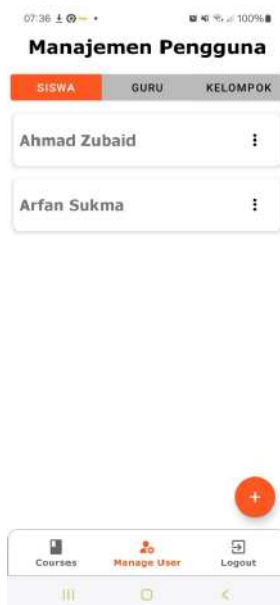 07:36
100%
Manajemen Pengguna
SISWA GURU KELOMPOK
Ahmad Zubaid
Arfan Sukma
Courses Manage User Logout